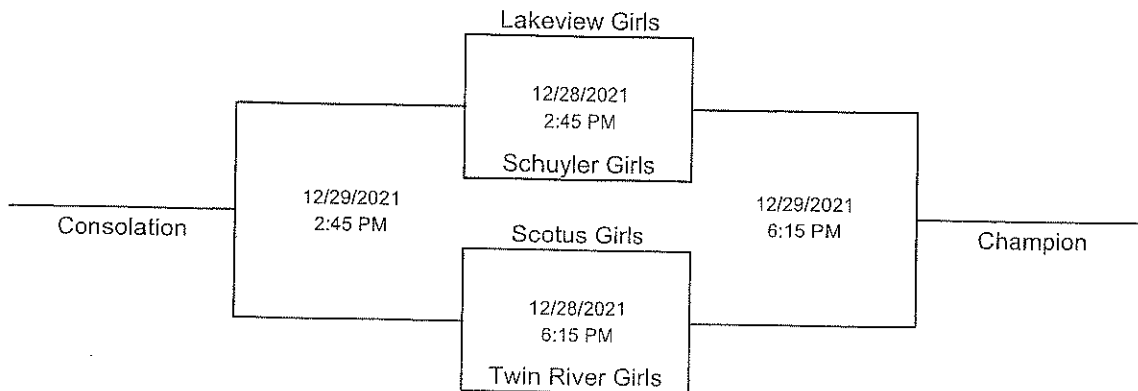 Lakeview Girls
12/28/2021
2:45 PM
Schuyler Girls
12/29/2021
2:45 PM
Consolation
12/29/2021
6:15 PM
Champion
Scotus Girls
12/28/2021
6:15 PM
Twin River Girls